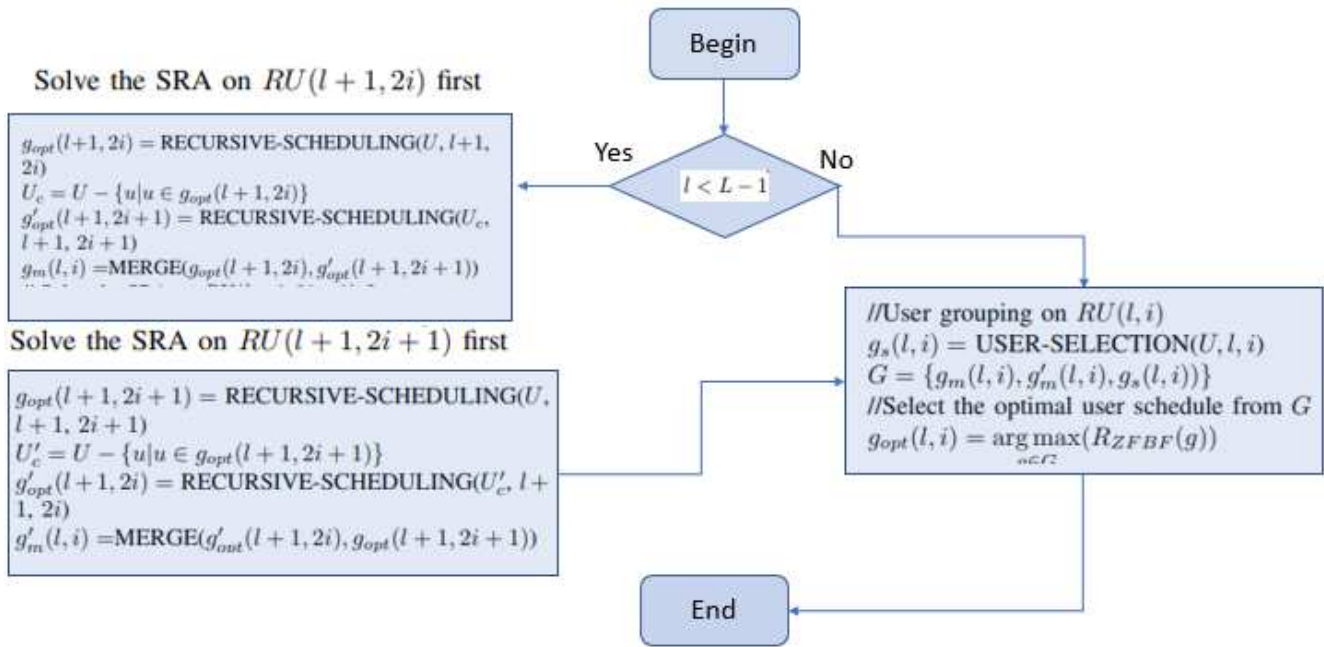 Begin
Solve the SRA on RU(l + 1, 2i) first
g_opt(l+1, 2i) = RECURSIVE-SCHEDULING(U, l+1,
2i)
U_c = U − {u|u ∈ g_opt(l + 1, 2i)}
g'_opt(l + 1, 2i + 1) = RECURSIVE-SCHEDULING(U_c,
l + 1, 2i + 1)
g_m(l, i) =MERGE(g_opt(l + 1, 2i), g'_opt(l + 1, 2i + 1))
Yes
l < L − 1
No
Solve the SRA on RU(l + 1, 2i + 1) first
g_opt(l + 1, 2i + 1) = RECURSIVE-SCHEDULING(U,
l + 1, 2i + 1)
U'_c = U − {u|u ∈ g_opt(l + 1, 2i + 1)}
g'_opt(l + 1, 2i) = RECURSIVE-SCHEDULING(U'_c, l +
1, 2i)
g'_m(l, i) =MERGE(g'_opt(l + 1, 2i), g_opt(l + 1, 2i + 1))
//User grouping on RU(l, i)
g_s(l, i) = USER-SELECTION(U, l, i)
G = {g_m(l, i), g'_m(l, i), g_s(l, i))}
//Select the optimal user schedule from G
g_opt(l, i) = arg max(R_ZFBF(g))
g∈G
End